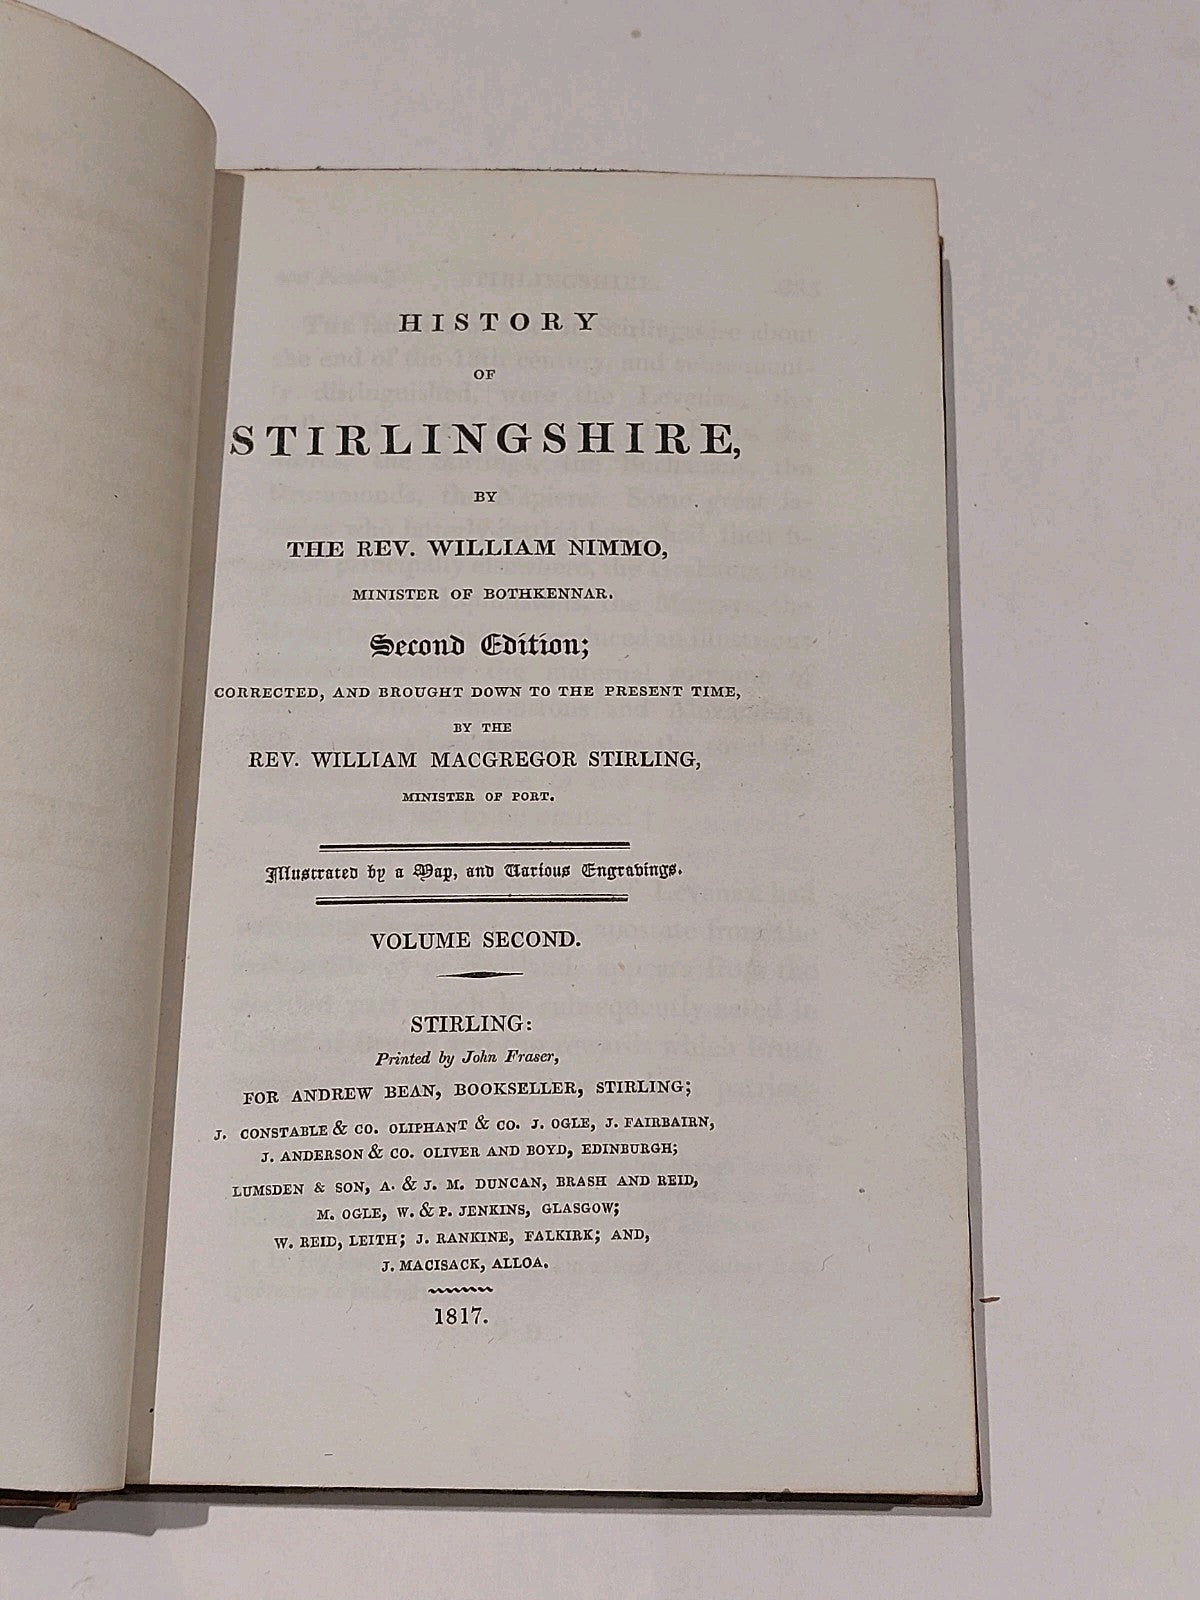 HISTORY
OF
STIRLINGSHIRE,
BY
THE REV. WILLIAM NIMMO,
MINISTER OF BOTHKENNAR.
Second Edition;
CORRECTED, AND BROUGHT DOWN TO THE PRESENT TIME,
BY THE
REV. WILLIAM MACGREGOR STIRLING,
MINISTER OF PORT.
Illustrated by a Map, and Various Engravings.
VOLUME SECOND.
STIRLING:
Printed by John Fraser,
FOR ANDREW BEAN, BOOKSELLER, STIRLING;
J. CONSTABLE & CO. OLIPHANT & CO. J. OGLE, J. FAIRBAIRN,
J. ANDERSON & CO. OLIVER AND BOYD, EDINBURGH;
LUMSDEN & SON, A. & J. M. DUNCAN, BRASH AND REID,
M. OGLE, W. & P. JENKINS, GLASGOW;
W. REID, LEITH; J. RANKINE, FALKIRK; AND,
J. MACISACK, ALLOA.
1817.